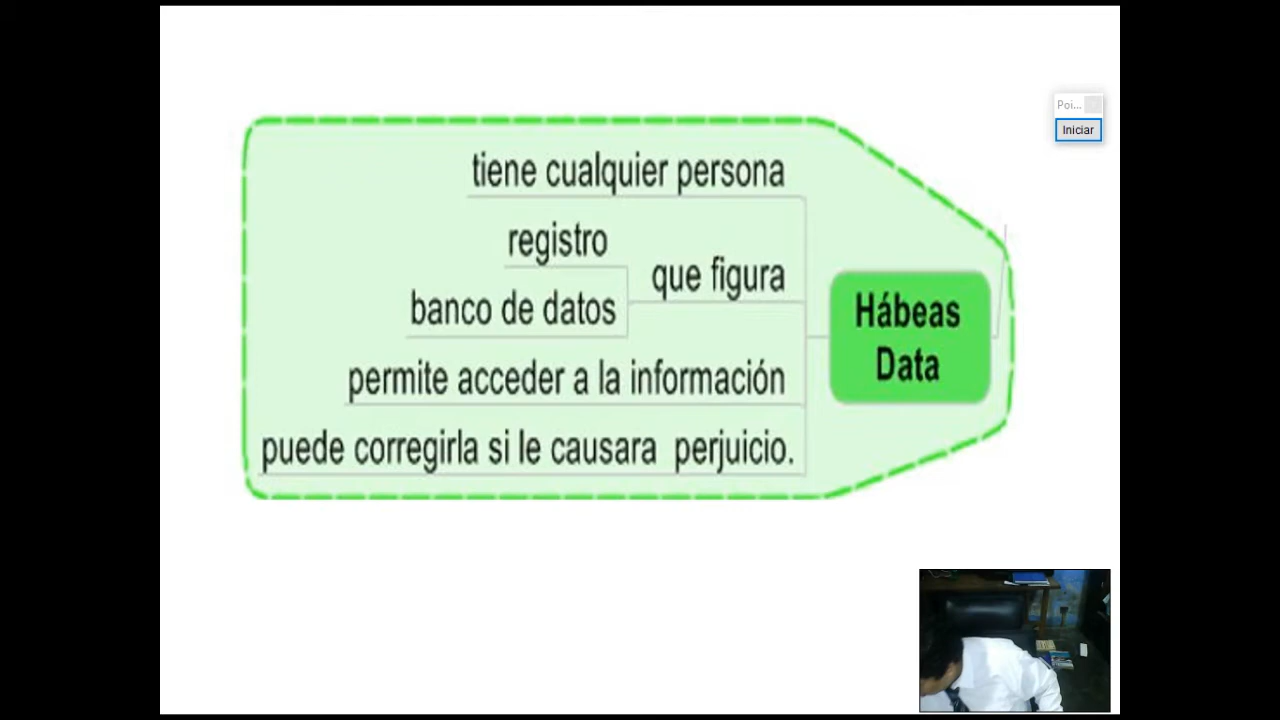 Poi...
Iniciar
tiene cualquier persona
registro
que figura
banco de datos
Hábeas
Data
permite acceder a la información
puede corregirla si le causara perjuicio.